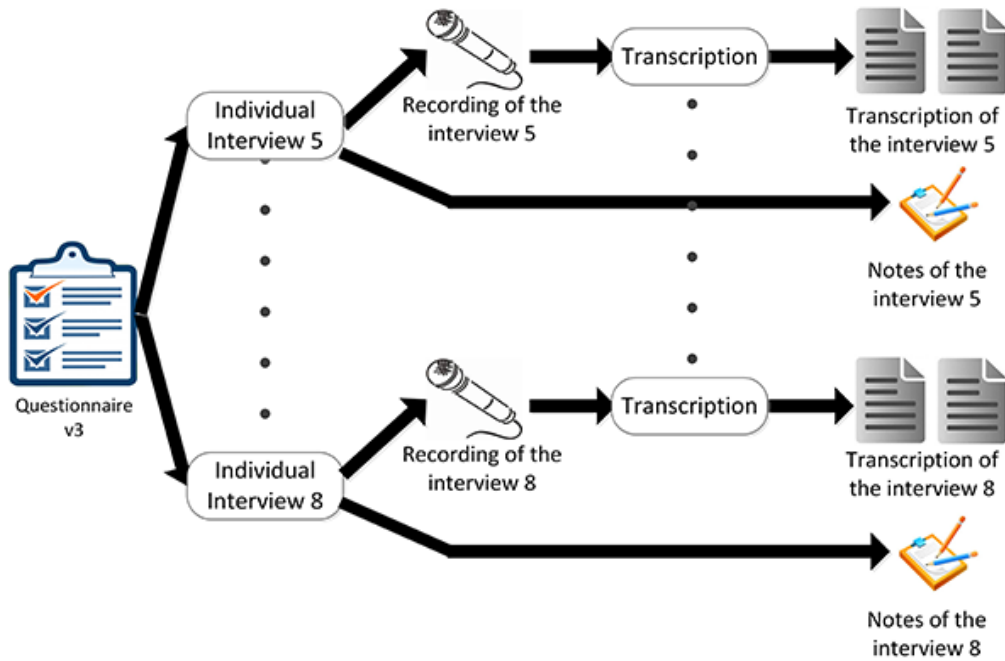 Individual
Interview 5
Recording of the
interview 5
Transcription
Transcription of
the interview 5
Notes of the
interview 5
Questionnaire
v3
Individual
Interview 8
Recording of the
interview 8
Transcription
Transcription of
the interview 8
Notes of the
interview 8